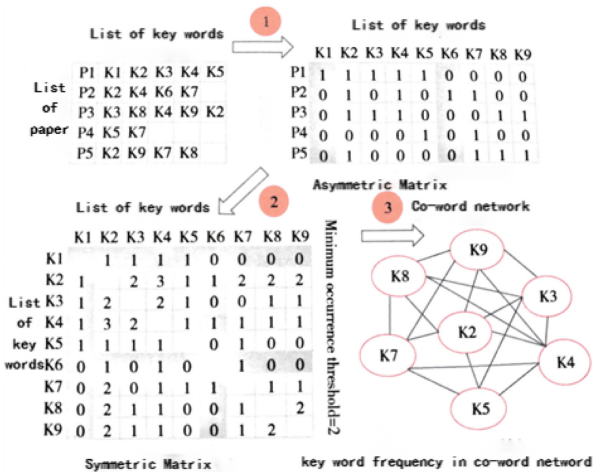 1
List of key words
List of key words
K1 K2 K3 K4 K5 K6 K7 K8 K9
List of paper
P1 K1 K2 K3 K4 K5
P2 K2 K4 K6 K7
P3 K3 K8 K4 K9 K2
P4 K5 K7
P5 K2 K9 K7 K8
P1 1 1 1 1 1 0 0 0 0
P2 0 1 0 1 0 1 1 0 0
P3 0 1 1 1 0 0 0 1 1
P4 0 0 0 0 1 0 1 0 0
P5 0 1 0 0 0 0 1 1 1
Asymmetric Matrix
2
List of key words
3
Co-word network
K1 K2 K3 K4 K5 K6 K7 K8 K9
List of key words
K1 1 1 1 1 0 0 0 0
K2 1 2 3 1 1 2 2 2
K3 1 2 2 1 0 0 1 1
K4 1 3 2 1 1 1 1 1
K5 1 1 1 1 0 1 0 0
K6 0 1 0 1 0 1 0 0
K7 0 2 0 1 1 1 1 1
K8 0 2 1 1 0 0 1 2
K9 0 2 1 1 0 0 1 2
Symmetric Matrix
Minimum occurrence threshold=2
K9
K8
K3
K2
K7
K4
K5
key word frequency in co-word network